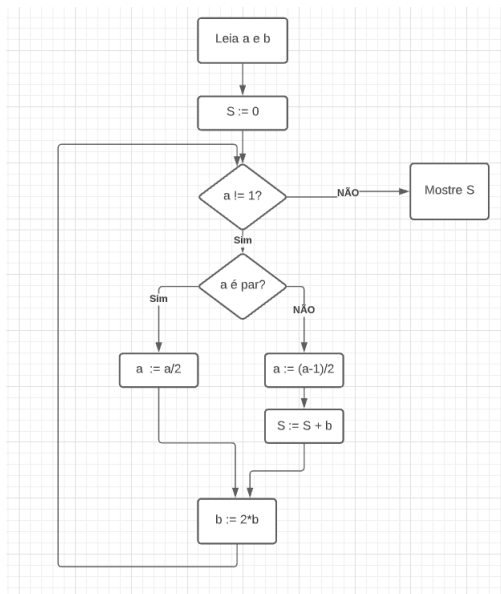 Leia a e b
S := 0
a != 1?
NÃO
Mostre S
Sim
a é par?
Sim
NÃO
a  := a/2
a := (a-1)/2
S := S + b
b := 2*b